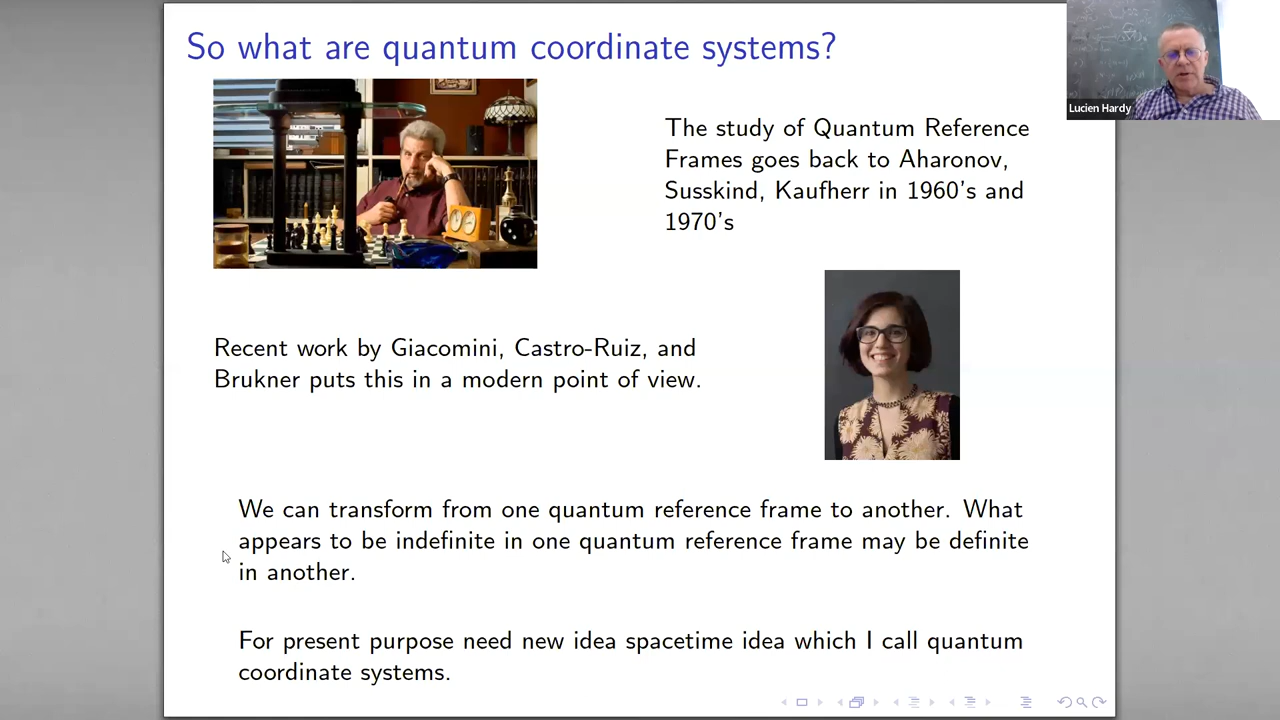 So what are quantum coordinate systems?
Lucien Hardy
The study of Quantum Reference
Frames goes back to Aharonov,
Susskind, Kaufherr in 1960's and
1970's
Recent work by Giacomini, Castro-Ruiz, and
Brukner puts this in a modern point of view.
We can transform from one quantum reference frame to another. What
appears to be indefinite in one quantum reference frame may be definite
in another.
For present purpose need new idea spacetime idea which I call quantum
coordinate systems.